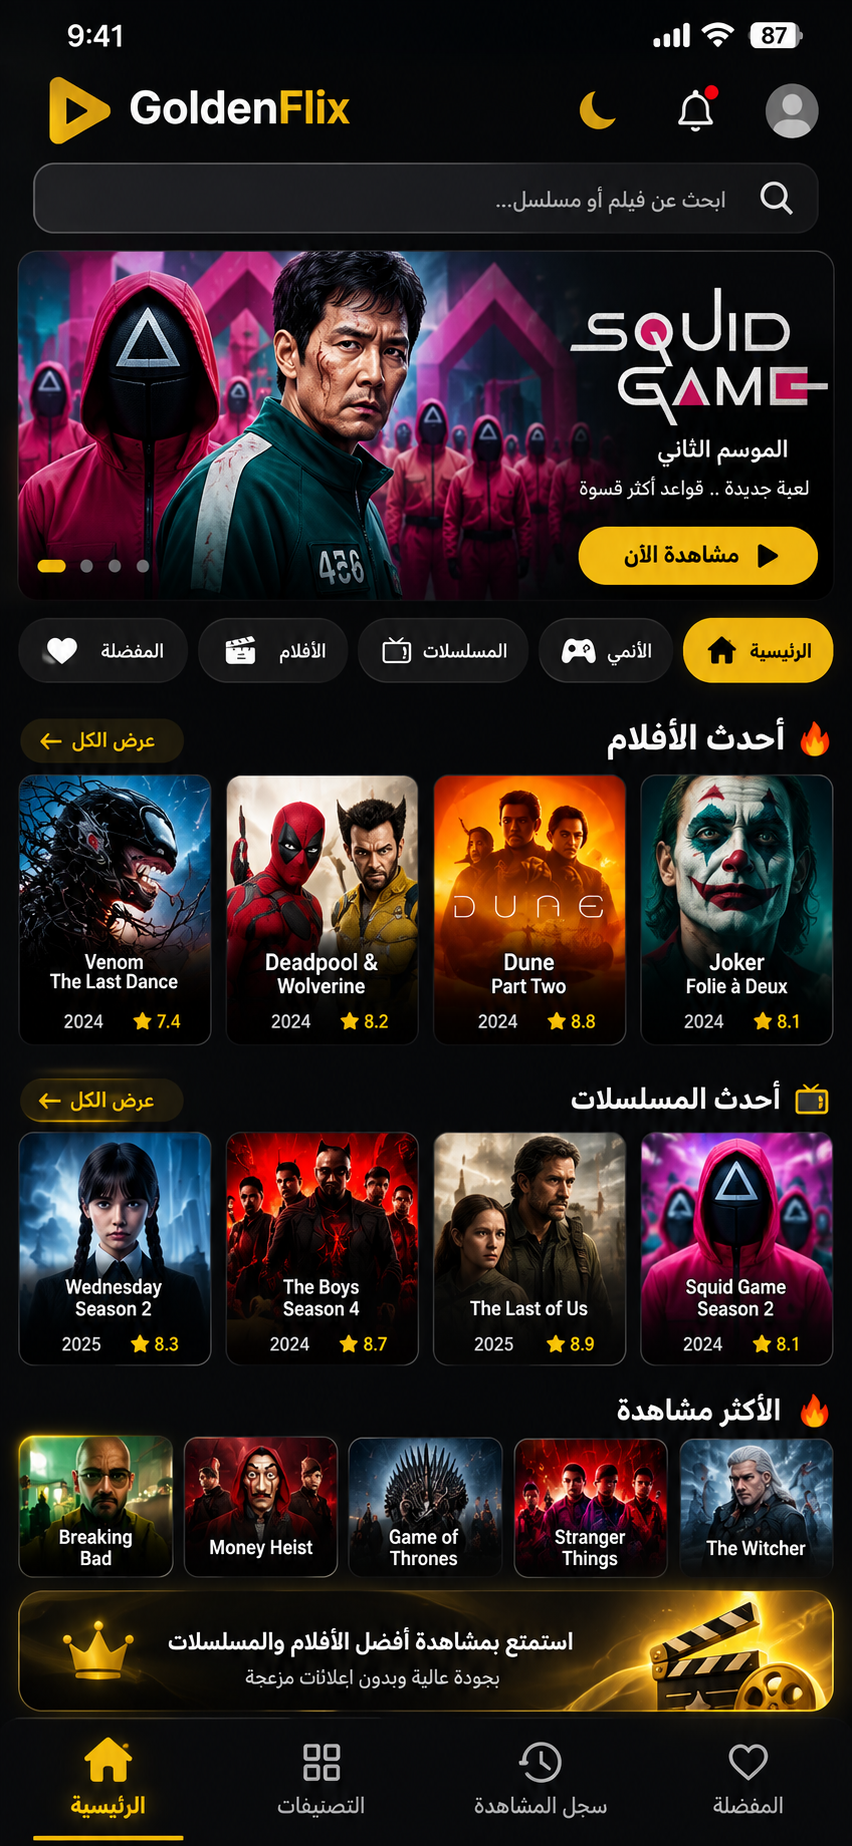 9:41
87
GoldenFlix
ابحث عن فيلم أو مسلسل...
SQUID
GAME
الموسم الثاني
لعبة جديدة .. قواعد أكثر قسوة
مشاهدة الآن
456
الرئيسية
الأنمي
المسلسلات
الأفلام
المفضلة
أحدث الأفلام
عرض الكل
Joker
Folie à Deux
2024
8.1
DUNE
Dune
Part Two
2024
8.8
Deadpool &
Wolverine
2024
8.2
Venom
The Last Dance
2024
7.4
أحدث المسلسلات
عرض الكل
Squid Game
Season 2
2024
8.1
The Last of Us
2025
8.9
The Boys
Season 4
2024
8.7
Wednesday
Season 2
2025
8.3
الأكثر مشاهدة
The Witcher
Stranger
Things
Game of
Thrones
Money Heist
Breaking
Bad
استمتع بمشاهدة أفضل الأفلام والمسلسلات
بجودة عالية وبدون إعلانات مزعجة
المفضلة
سجل المشاهدة
التصنيفات
الرئيسية